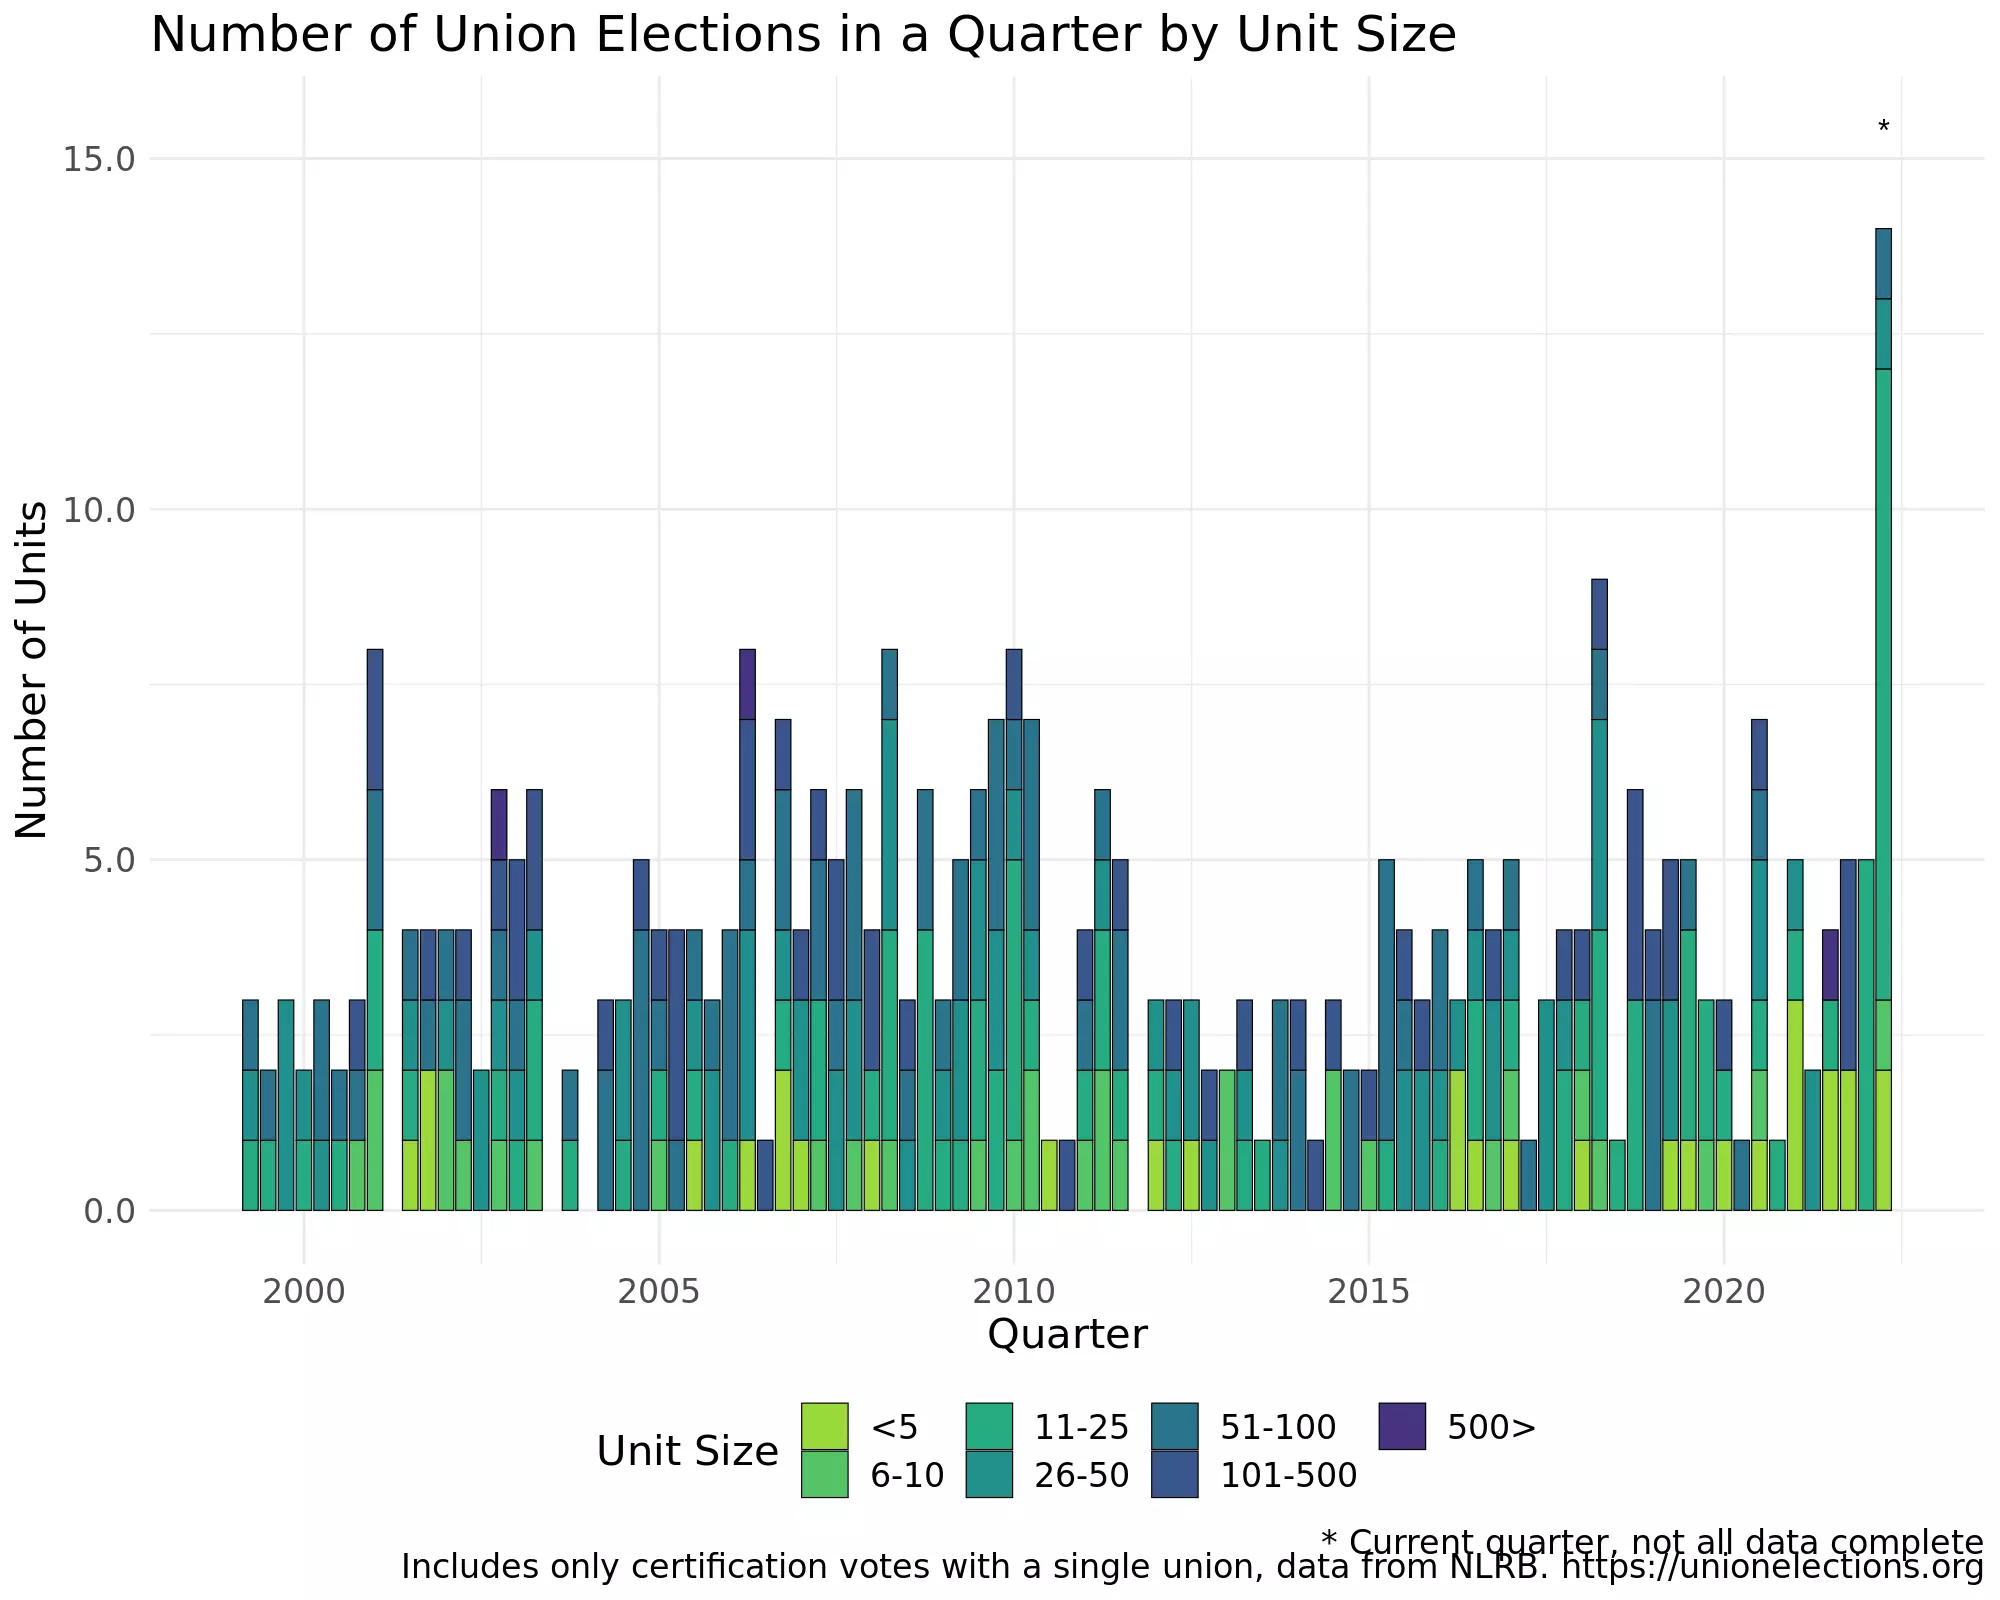 Number of Union Elections in a Quarter by Unit Size
*
15.0
10.0
5.0
0.0
Number of Units
2000 2005 2010 2015 2020
Quarter
Unit Size
<5 11-25 51-100 500>
6-10 26-50 101-500
* Current quarter, not all data complete
Includes only certification votes with a single union, data from NLRB. https://unionelections.org